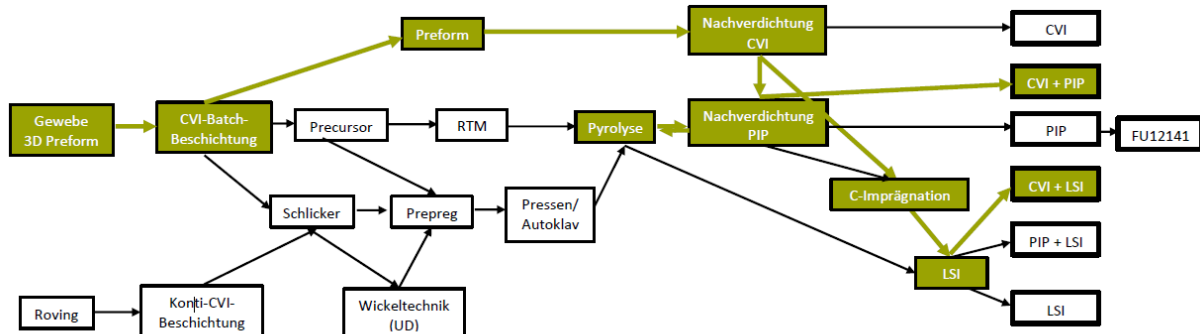 Preform
Nachverdichtung
CVI
CVI
CVI + PIP
Gewebe
3D Preform
CVI-Batch-
Beschichtung
Precursor
RTM
Pyrolyse
Nachverdichtung
PIP
PIP
FU12141
Schlicker
Prepreg
Pressen/
Autoklav
C-Imprägnation
CVI + LSI
PIP + LSI
LSI
Roving
Konti-CVI-
Beschichtung
Wickeltechnik
(UD)
LSI